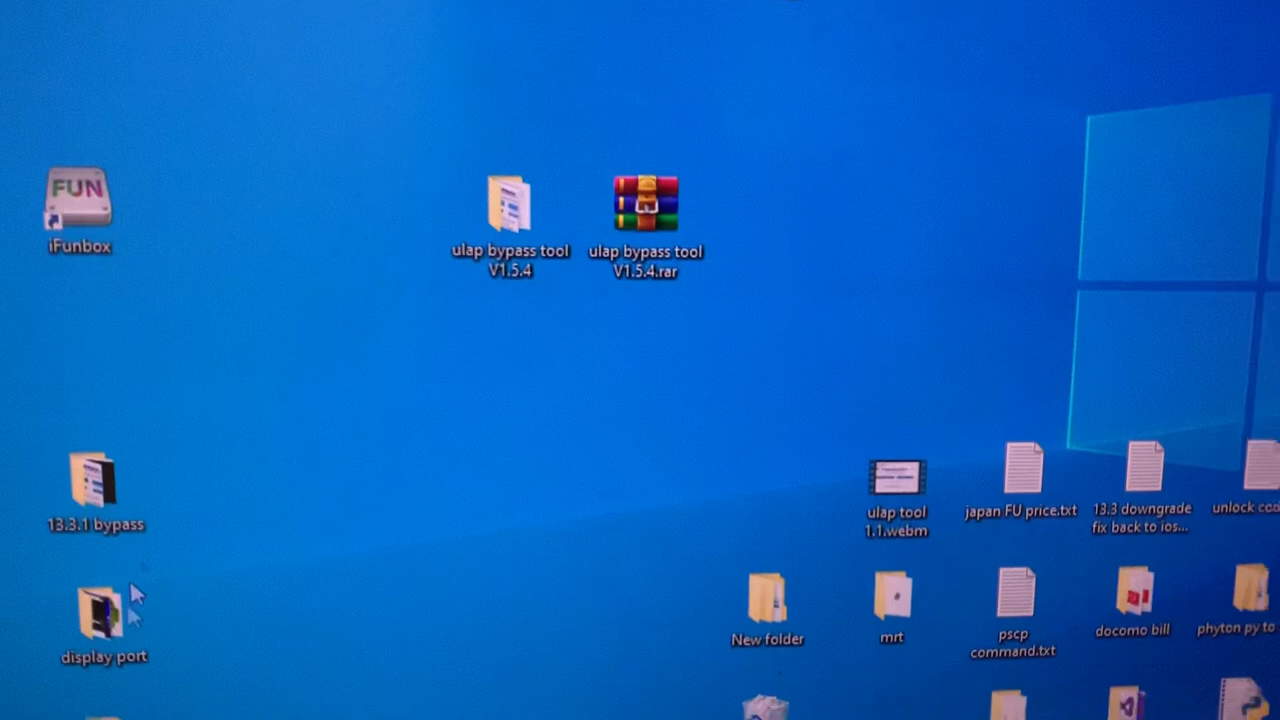 FUN
iFunbox
ulap bypass tool
V1.5.4
ulap bypass tool
V1.5.4.rar
13.3.1 bypass
ulap tool
1.1.webm
japan FU price.txt
13.3 downgrade
fix back to ios...
unlock
display port
New folder
mrt
pscp
command.txt
docomo bill
phyton py to